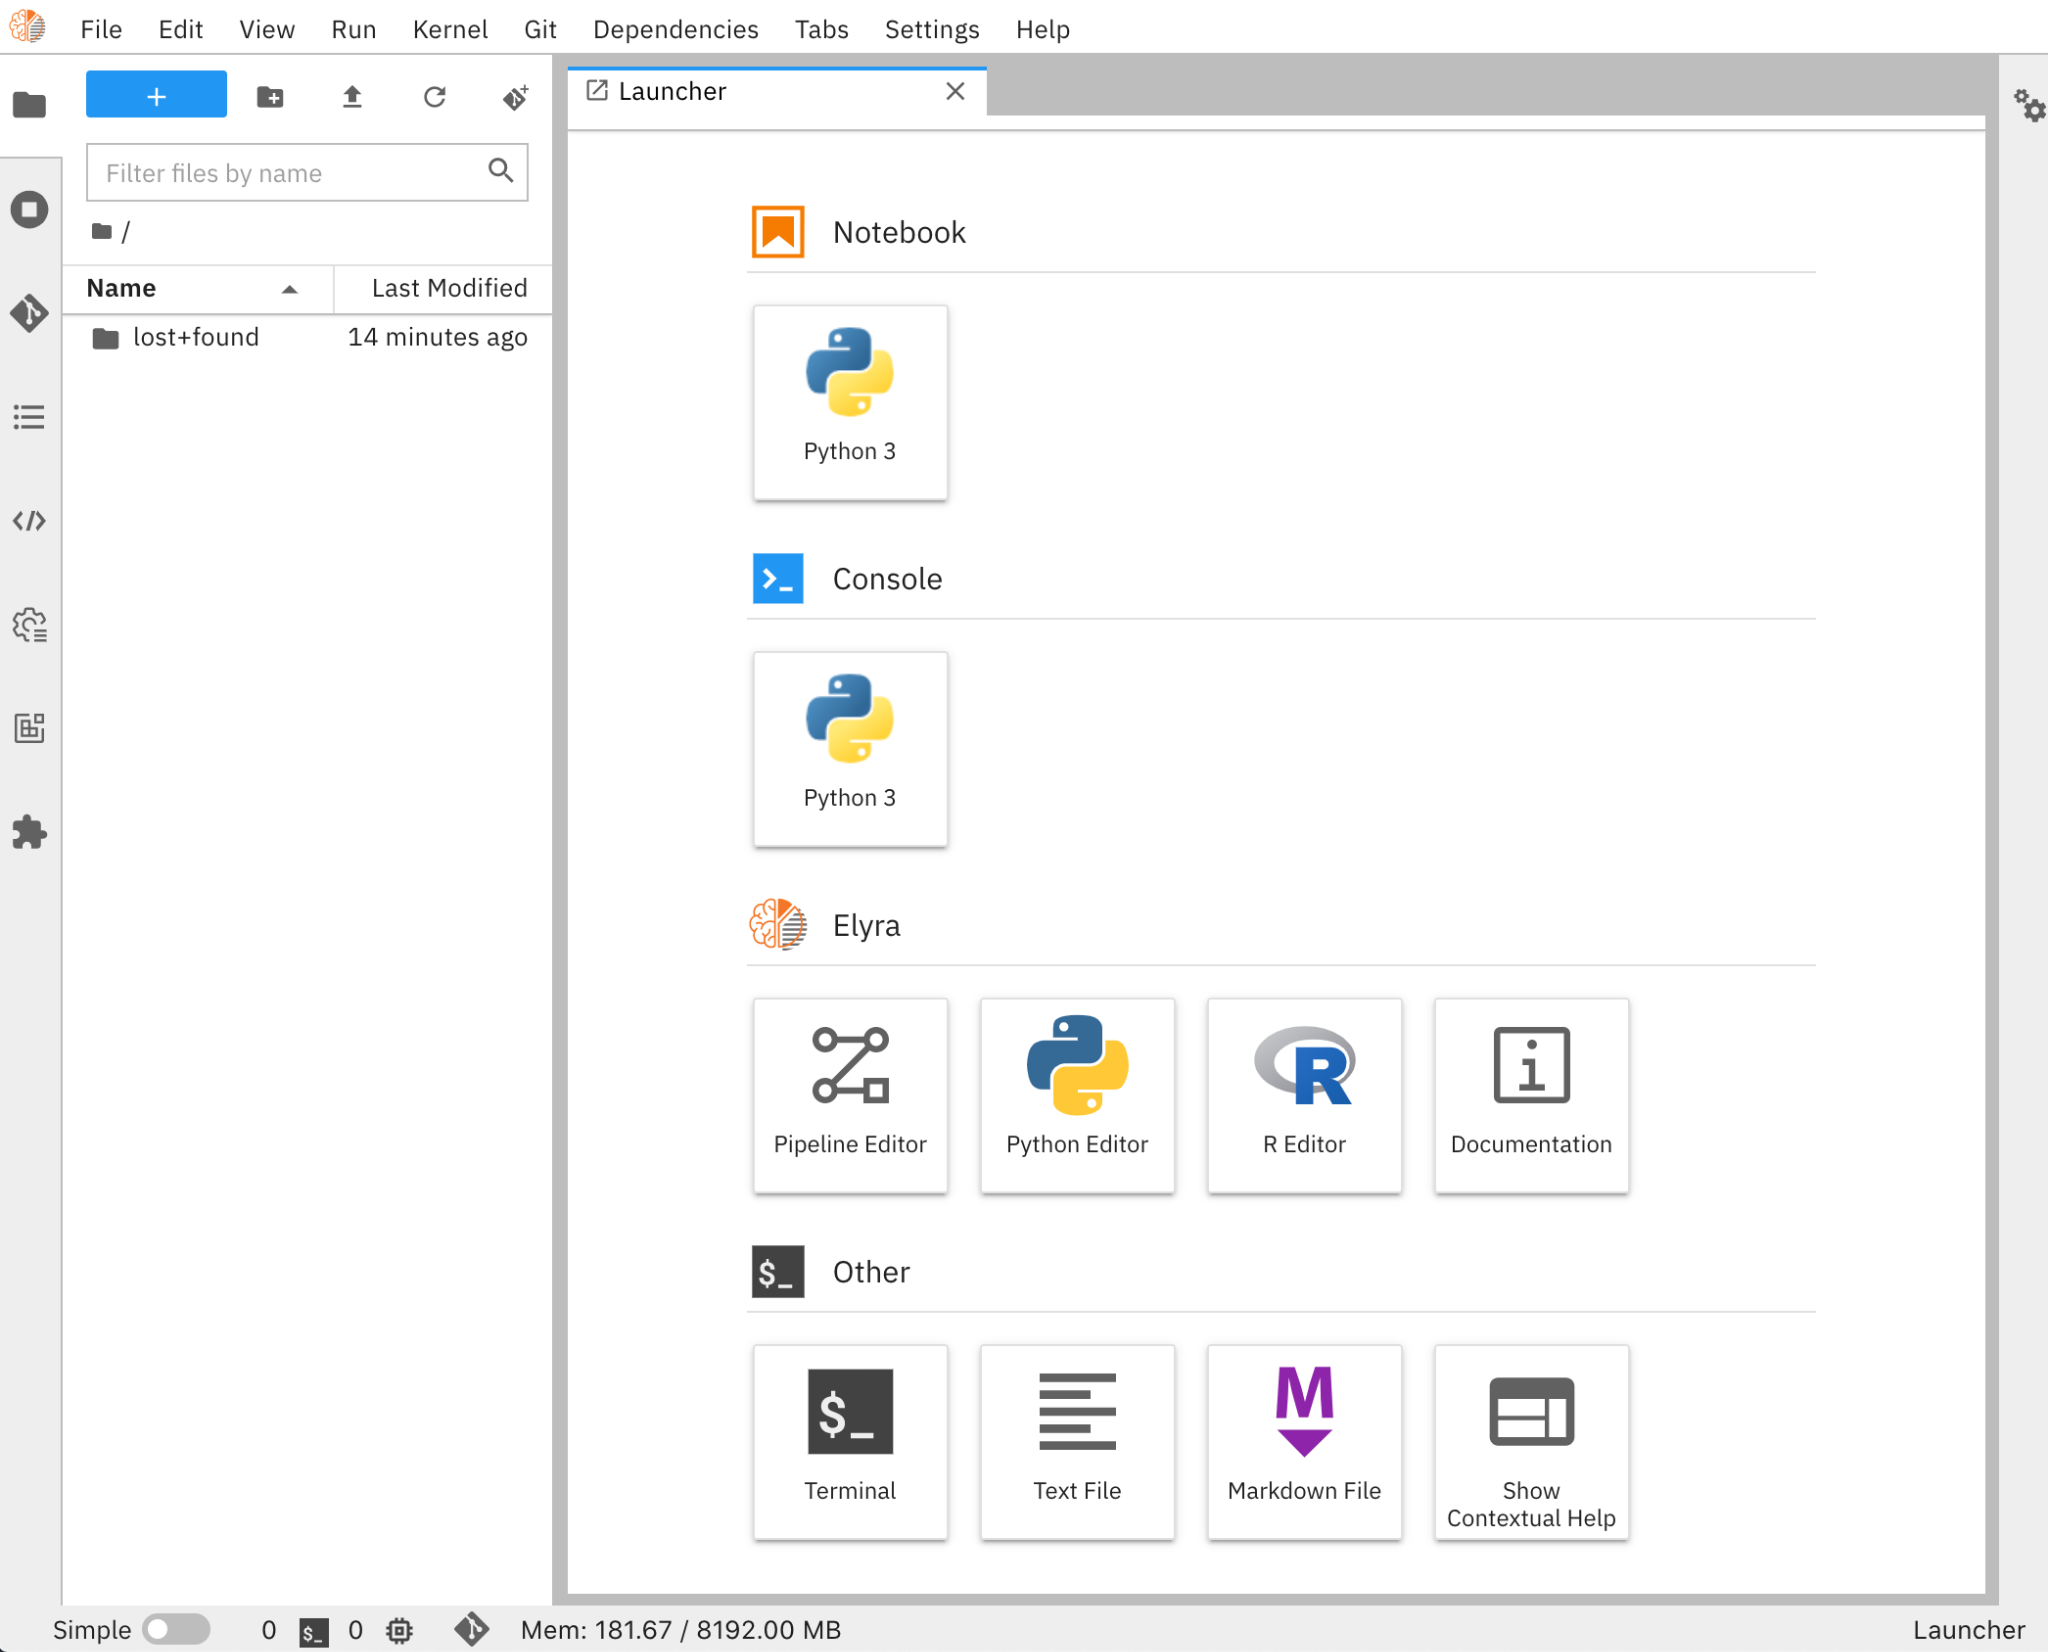 File Edit View Run Kernel Git Dependencies Tabs Settings Help
+
Launcher
Filter files by name
/
Name Last Modified
lost+found 14 minutes ago
Notebook
Python 3
Console
Python 3
Elyra
Pipeline Editor
Python Editor
R Editor
Documentation
$_ Other
$_
Terminal
Text File
M
Markdown File
Show
Contextual Help
Simple 0 $_ 0 Mem: 181.67 / 8192.00 MB Launcher